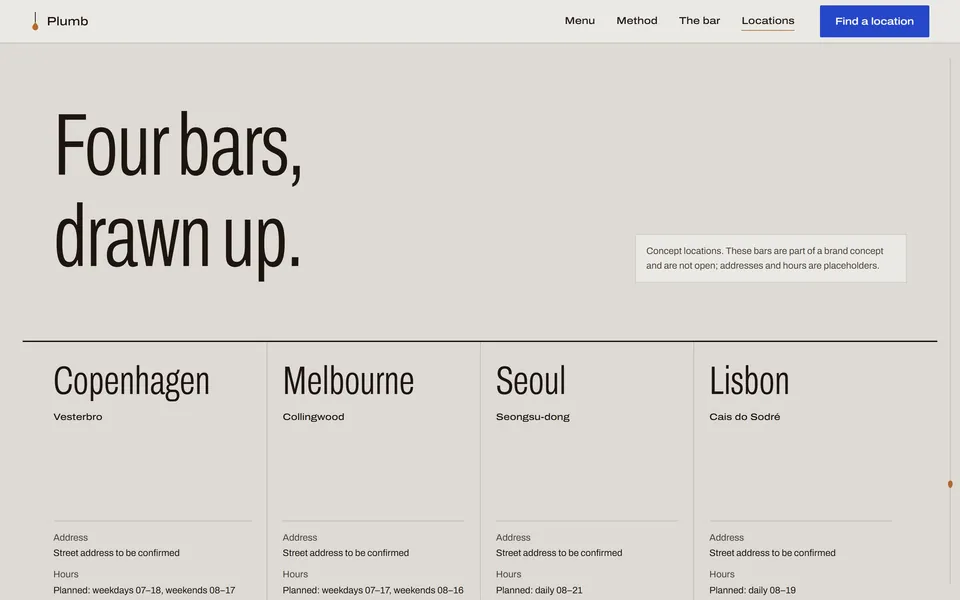 Plumb
Menu
Method
The bar
Locations
Find a location
Four bars,
drawn up.
Concept locations. These bars are part of a brand concept
and are not open; addresses and hours are placeholders.
Copenhagen
Vesterbro
Address
Street address to be confirmed
Hours
Planned: weekdays 07–18, weekends 08–17
Melbourne
Collingwood
Address
Street address to be confirmed
Hours
Planned: weekdays 07–17, weekends 08–16
Seoul
Seongsu-dong
Address
Street address to be confirmed
Hours
Planned: daily 08–21
Lisbon
Cais do Sodré
Address
Street address to be confirmed
Hours
Planned: daily 08–19